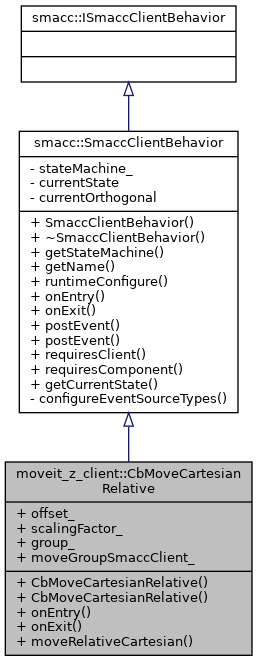 smacc::ISmaccClientBehavior
smacc::SmaccClientBehavior
- stateMachine_
- currentState
- currentOrthogonal
+ SmaccClientBehavior()
+ ~SmaccClientBehavior()
+ getStateMachine()
+ getName()
+ runtimeConfigure()
+ onEntry()
+ onExit()
+ postEvent()
+ postEvent()
+ requiresClient()
+ requiresComponent()
+ getCurrentState()
- configureEventSourceTypes()
moveit_z_client::CbMoveCartesian
Relative
+ offset_
+ scalingFactor_
+ group_
+ moveGroupSmaccClient_
+ CbMoveCartesianRelative()
+ CbMoveCartesianRelative()
+ onEntry()
+ onExit()
+ moveRelativeCartesian()